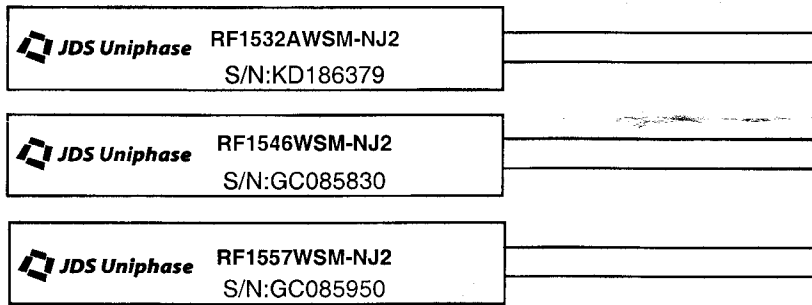 JDS Uniphase RF1532AWSM-NJ2
S/N:KD186379
JDS Uniphase RF1546WSM-NJ2
S/N:GC085830
JDS Uniphase RF1557WSM-NJ2
S/N:GC085950